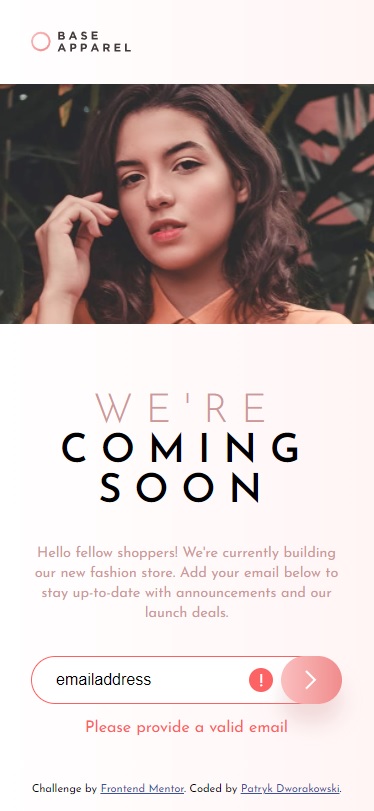 BASE
APPAREL
WE'RE
COMING
SOON
Hello fellow shoppers! We're currently building
our new fashion store. Add your email below to
stay up-to-date with announcements and our
launch deals.
emailaddress !
Please provide a valid email
Challenge by Frontend Mentor. Coded by Patryk Dworakowski.